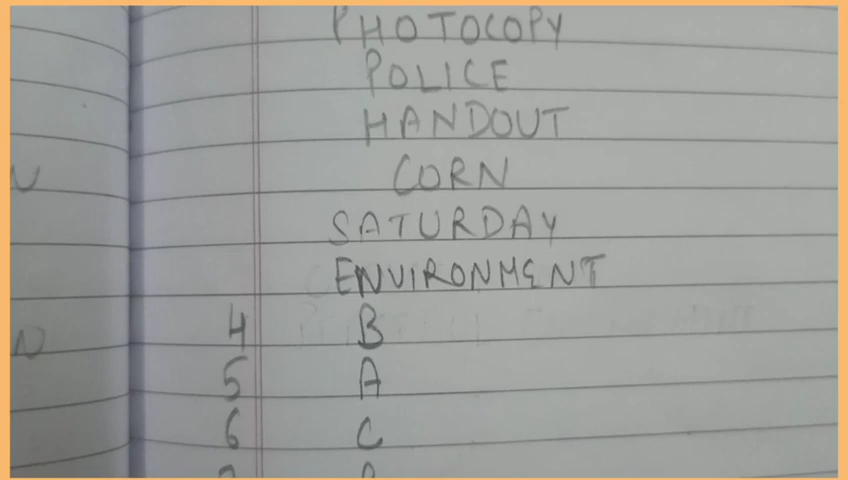 PHOTOCOPY
POLICE
HANDOUT
CORN
SATURDAY
ENVIRONMENT
4 B
5 A
6 C